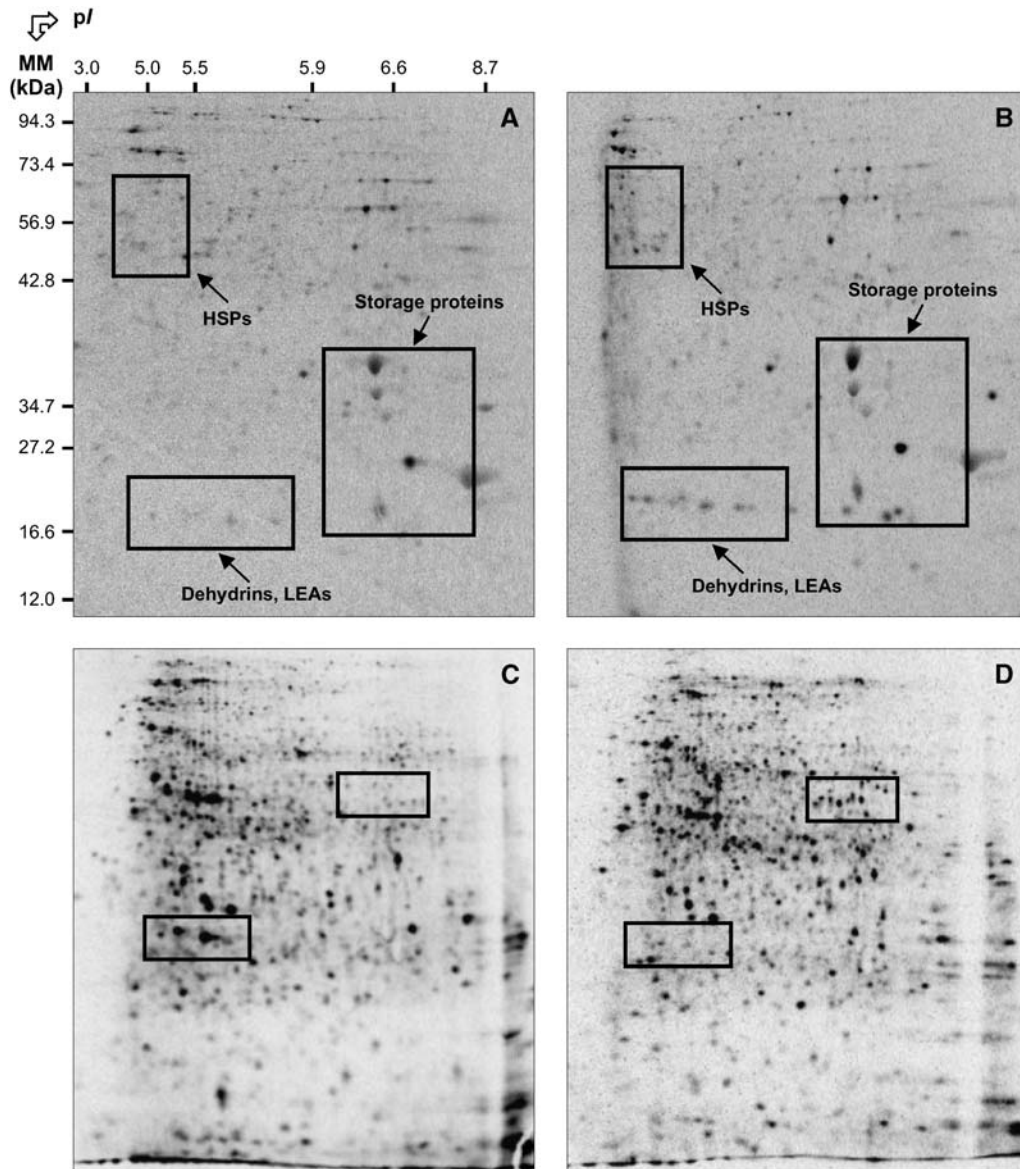 pI
MM
(kDa)
3.0 5.0 5.5 5.9 6.6 8.7
94.3
73.4
56.9
42.8
34.7
27.2
16.6
12.0
A
HSPs
Storage proteins
Dehydrins, LEAs
B
HSPs
Storage proteins
Dehydrins, LEAs
C
D